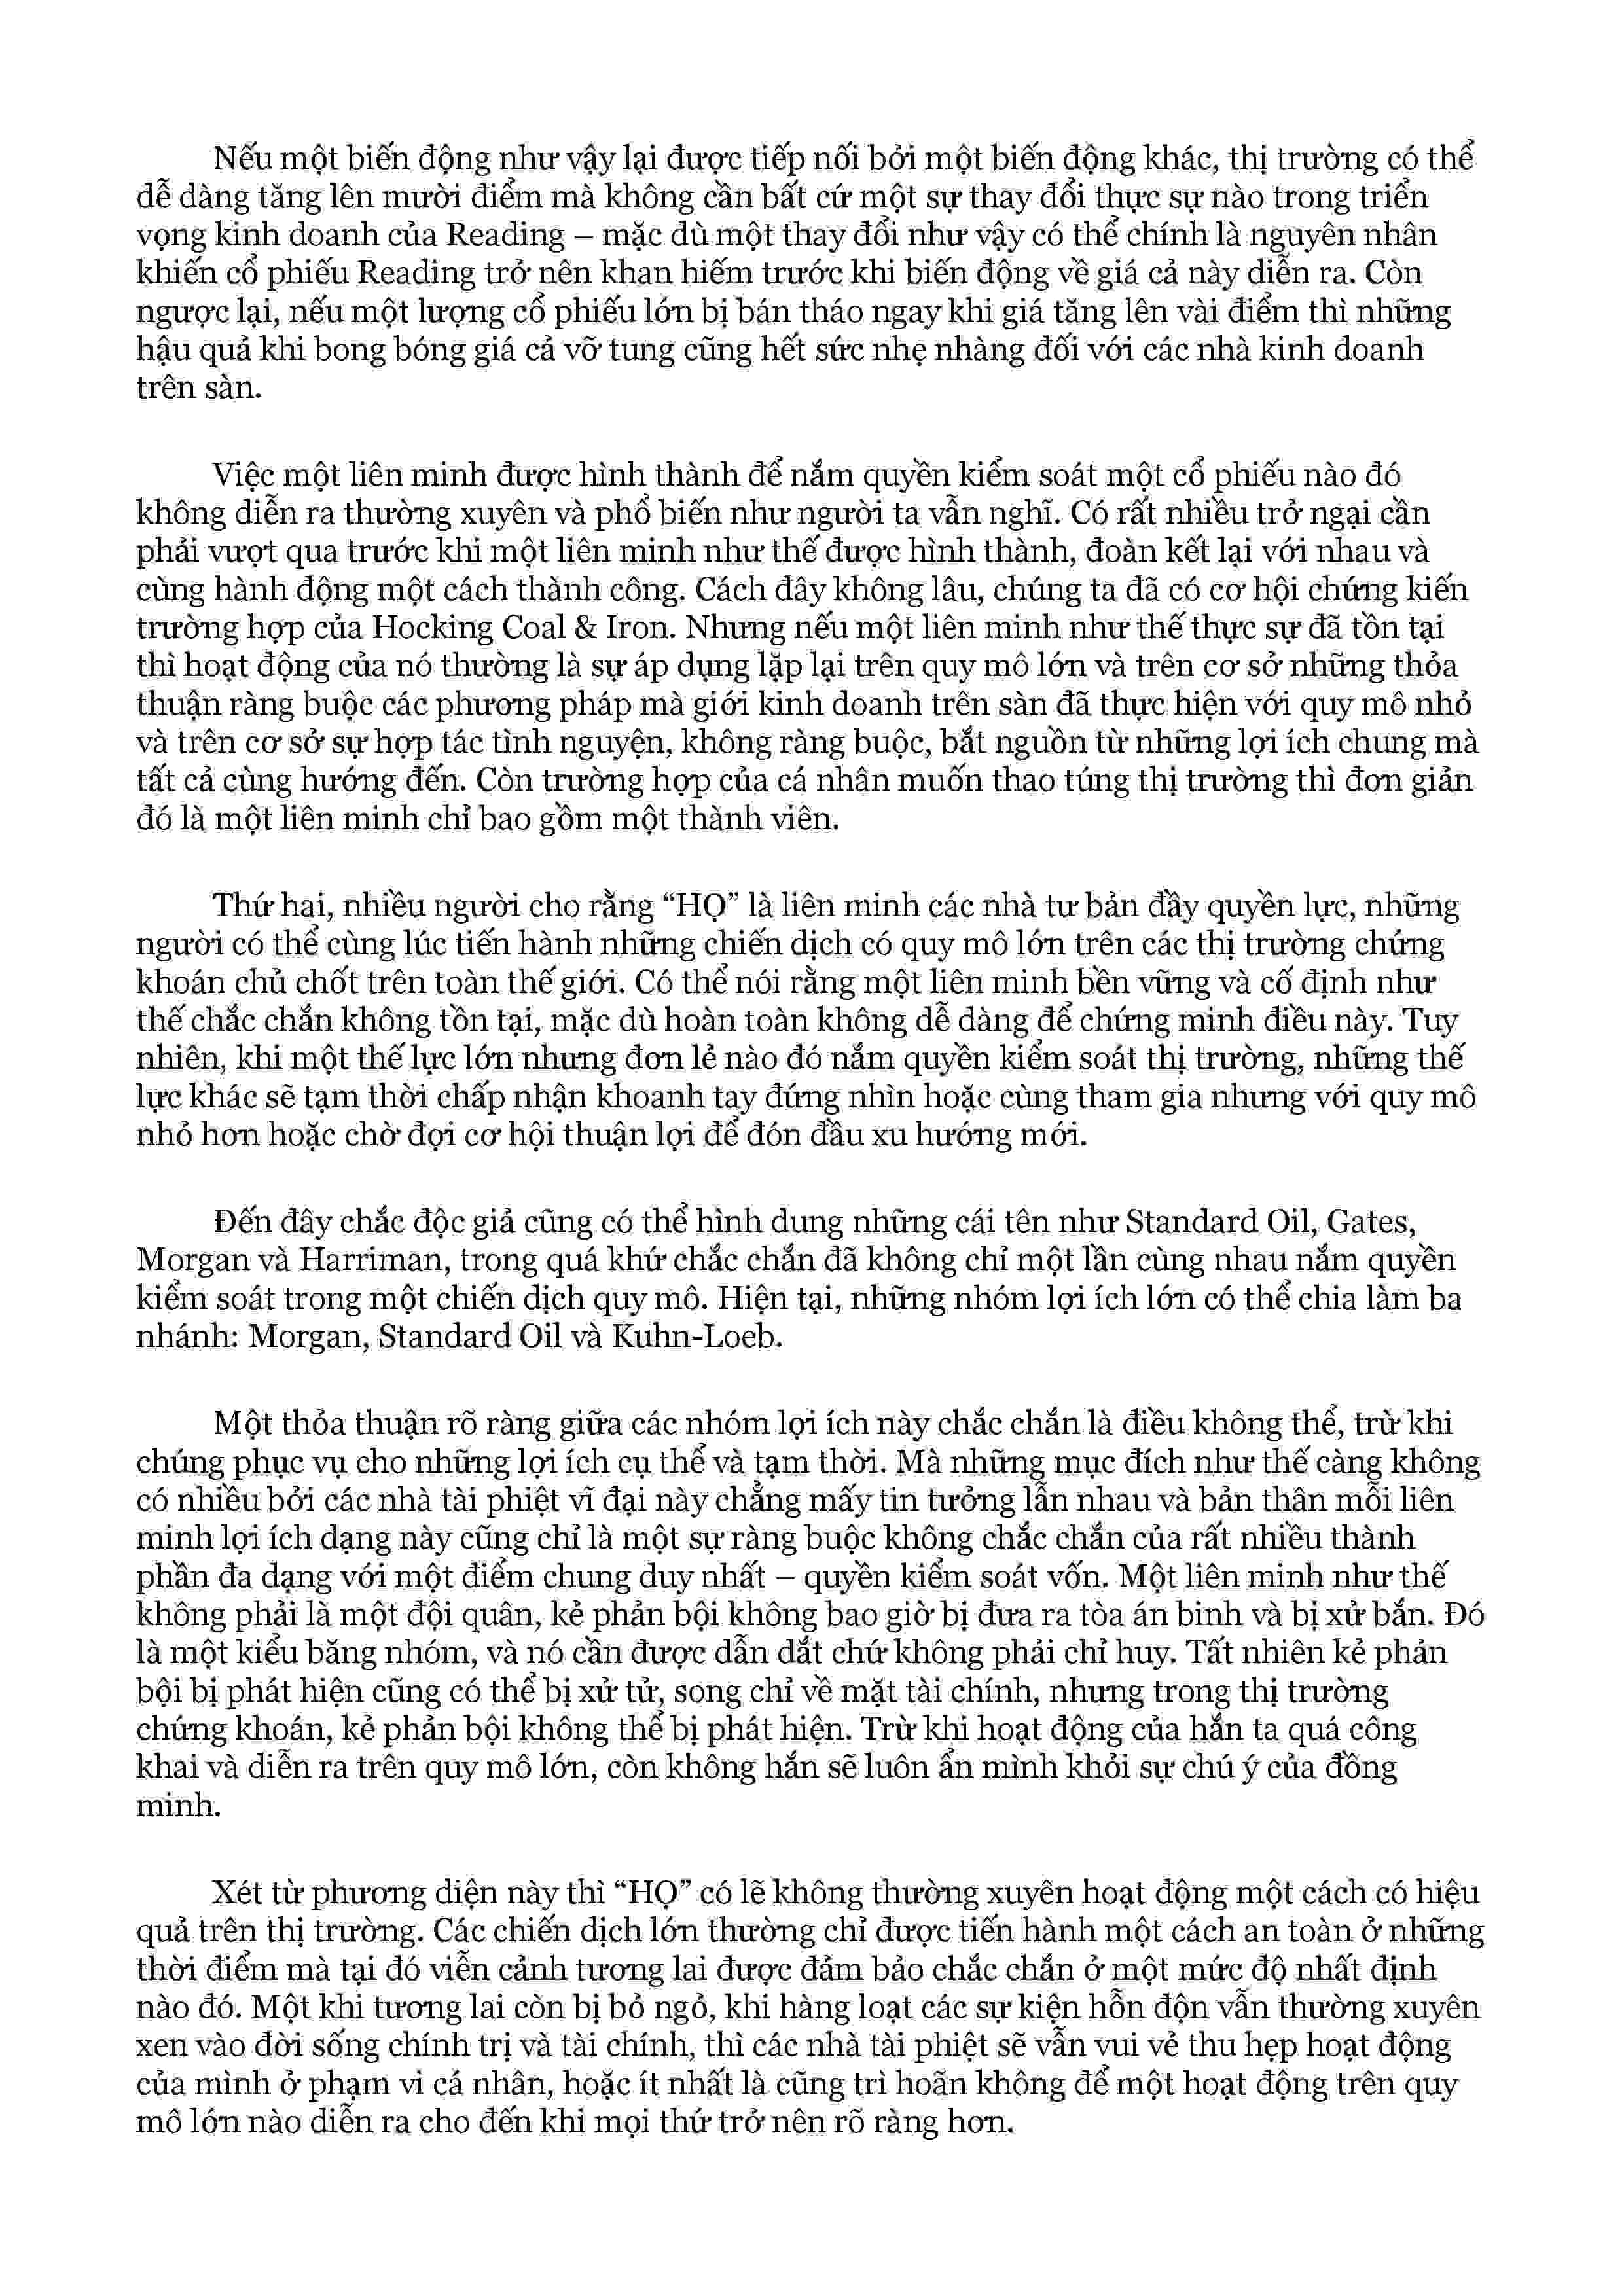 Nếu một biến động như vậy lại được tiếp nối bởi một biến động khác, thị trường có thể
dễ dàng tăng lên mười điểm mà không cần bất cứ một sự thay đổi thực sự nào trong triển
vọng kinh doanh của Reading – mặc dù một thay đổi như vậy có thể chính là nguyên nhân
khiến cổ phiếu Reading trở nên khan hiếm trước khi biến động về giá cả này diễn ra. Còn
ngược lại, nếu một lượng cổ phiếu lớn bị bán tháo ngay khi giá tăng lên vài điểm thì những
hậu quả khi bong bóng giá cả vỡ tung cũng hết sức nhẹ nhàng đối với các nhà kinh doanh
trên sàn.
Việc một liên minh được hình thành để nắm quyền kiểm soát một cổ phiếu nào đó
không diễn ra thường xuyên và phổ biến như người ta vẫn nghĩ. Có rất nhiều trở ngại cần
phải vượt qua trước khi một liên minh như thế được hình thành, đoàn kết lại với nhau và
cùng hành động một cách thành công. Cách đây không lâu, chúng ta đã có cơ hội chứng kiến
trường hợp của Hocking Coal & Iron. Nhưng nếu một liên minh như thế thực sự đã tồn tại
thì hoạt động của nó thường là sự áp dụng lặp lại trên quy mô lớn và trên cơ sở những thỏa
thuận ràng buộc các phương pháp mà giới kinh doanh trên sàn đã thực hiện với quy mô nhỏ
và trên cơ sở sự hợp tác tình nguyện, không ràng buộc, bắt nguồn từ những lợi ích chung mà
tất cả cùng hướng đến. Còn trường hợp của cá nhân muốn thao túng thị trường thì đơn giản
đó là một liên minh chỉ bao gồm một thành viên.
Thứ hai, nhiều người cho rằng “HỌ” là liên minh các nhà tư bản đầy quyền lực, những
người có thể cùng lúc tiến hành những chiến dịch có quy mô lớn trên các thị trường chứng
khoán chủ chốt trên toàn thế giới. Có thể nói rằng một liên minh bền vững và cố định như
thế chắc chắn không tồn tại, mặc dù hoàn toàn không dễ dàng để chứng minh điều này. Tuy
nhiên, khi một thế lực lớn nhưng đơn lẻ nào đó nắm quyền kiểm soát thị trường, những thế
lực khác sẽ tạm thời chấp nhận khoanh tay đứng nhìn hoặc cùng tham gia nhưng với quy mô
nhỏ hơn hoặc chờ đợi cơ hội thuận lợi để đón đầu xu hướng mới.
Đến đây chắc độc giả cũng có thể hình dung những cái tên như Standard Oil, Gates,
Morgan và Harriman, trong quá khứ chắc chắn đã không chỉ một lần cùng nhau nắm quyền
kiểm soát trong một chiến dịch quy mô. Hiện tại, những nhóm lợi ích lớn có thể chia làm ba
nhánh: Morgan, Standard Oil và Kuhn-Loeb.
Một thỏa thuận rõ ràng giữa các nhóm lợi ích này chắc chắn là điều không thể, trừ khi
chúng phục vụ cho những lợi ích cụ thể và tạm thời. Mà những mục đích như thế càng không
có nhiều bởi các nhà tài phiệt vĩ đại này chẳng mấy tin tưởng lẫn nhau và bản thân mỗi liên
minh lợi ích dạng này cũng chỉ là một sự ràng buộc không chắc chắn của rất nhiều thành
phần đa dạng với một điểm chung duy nhất – quyền kiểm soát vốn. Một liên minh như thế
không phải là một đội quân, kẻ phản bội không bao giờ bị đưa ra tòa án binh và bị xử bắn. Đó
là một kiểu băng nhóm, và nó cần được dẫn dắt chứ không phải chỉ huy. Tất nhiên kẻ phản
bội bị phát hiện cũng có thể bị xử tử, song chỉ về mặt tài chính, nhưng trong thị trường
chứng khoán, kẻ phản bội không thể bị phát hiện. Trừ khi hoạt động của hắn ta quá công
khai và diễn ra trên quy mô lớn, còn không hắn sẽ luôn ẩn mình khỏi sự chú ý của đồng
minh.
Xét từ phương diện này thì “HỌ” có lẽ không thường xuyên hoạt động một cách có hiệu
quả trên thị trường. Các chiến dịch lớn thường chỉ được tiến hành một cách an toàn ở những
thời điểm mà tại đó viễn cảnh tương lai được đảm bảo chắc chắn ở một mức độ nhất định
nào đó. Một khi tương lai còn bị bỏ ngỏ, khi hàng loạt các sự kiện hỗn độn vẫn thường xuyên
xen vào đời sống chính trị và tài chính, thì các nhà tài phiệt sẽ vẫn vui vẻ thu hẹp hoạt động
của mình ở phạm vi cá nhân, hoặc ít nhất là cũng trì hoãn không để một hoạt động trên quy
mô lớn nào diễn ra cho đến khi mọi thứ trở nên rõ ràng hơn.